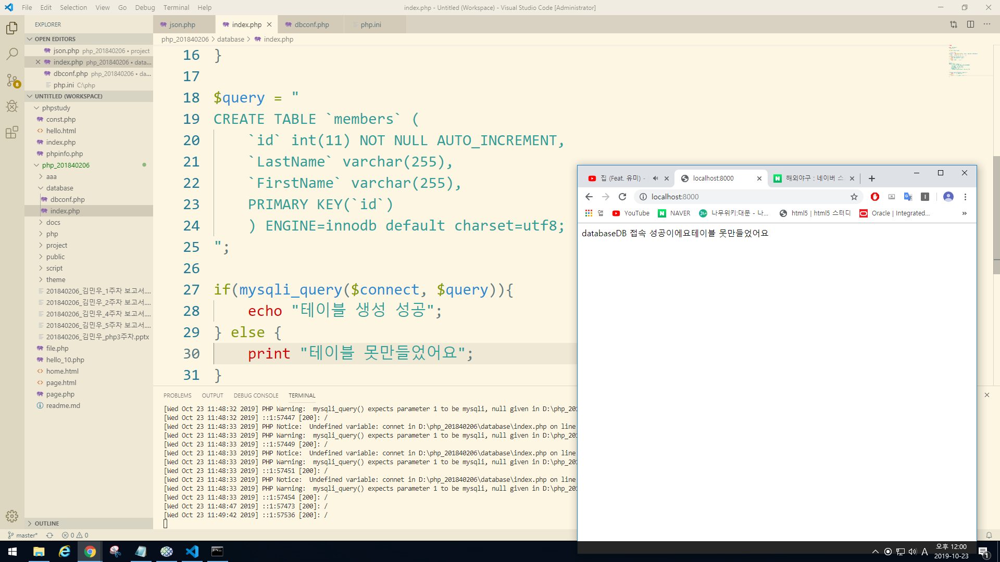 File Edit Selection View Go Debug Terminal Help
index.php - Untitled (Workspace) - Visual Studio Code [Administrator]
EXPLORER
json.php
index.php
dbconf.php
php.ini
OPEN EDITORS
json.php php_201840206 • project
index.php php_201840206 • data...
dbconf.php php_201840206 • da...
php.ini C:\php
8
UNTITLED (WORKSPACE)
phpstudy
const.php
hello.html
index.php
phpinfo.php
php_201840206
aaa
database
dbconf.php
index.php
docs
php
project
public
script
theme
201840206_김민우_1주차 보고서....
201840206_김민우_2주차 보고서....
201840206_김민우_4주차 보고서....
201840206_김민우_5주차 보고서....
201840206_김민우_php3주차.pptx
file.php
hello_10.php
home.html
page.html
page.php
readme.md
OUTLINE
php_201840206 > database > index.php
16 }
17
18 $query = "
19 CREATE TABLE `members` (
20 `id` int(11) NOT NULL AUTO_INCREMENT,
21 `LastName` varchar(255),
22 `FirstName` varchar(255),
23 PRIMARY KEY(`id`)
24 ) ENGINE=innodb default charset=utf8;
25 ";
26
27 if(mysqli_query($connect, $query)){
28 echo "테이블 생성 성공";
29 } else {
30 print "테이블 못만들었어요";
31 }
PROBLEMS OUTPUT DEBUG CONSOLE TERMINAL
[Wed Oct 23 11:48:32 2019] PHP Warning:  mysqli_query() expects parameter 1 to be mysqli, null given in D:\php_201
[Wed Oct 23 11:48:32 2019] ::1:57447 [200]: /
[Wed Oct 23 11:48:33 2019] PHP Notice:  Undefined variable: connet in D:\php_201840206\database\index.php on line
[Wed Oct 23 11:48:33 2019] PHP Warning:  mysqli_query() expects parameter 1 to be mysqli, null given in D:\php_201
[Wed Oct 23 11:48:33 2019] ::1:57449 [200]: /
[Wed Oct 23 11:48:33 2019] PHP Notice:  Undefined variable: connet in D:\php_201840206\database\index.php on line
[Wed Oct 23 11:48:33 2019] PHP Warning:  mysqli_query() expects parameter 1 to be mysqli, null given in D:\php_201
[Wed Oct 23 11:48:33 2019] ::1:57451 [200]: /
[Wed Oct 23 11:48:33 2019] PHP Notice:  Undefined variable: connet in D:\php_201840206\database\index.php on line
[Wed Oct 23 11:48:33 2019] PHP Warning:  mysqli_query() expects parameter 1 to be mysqli, null given in D:\php_201
[Wed Oct 23 11:48:33 2019] ::1:57454 [200]: /
[Wed Oct 23 11:48:47 2019] ::1:57473 [200]: /
[Wed Oct 23 11:49:42 2019] ::1:57536 [200]: /
집 (Feat. 유미) -
localhost:8000
해외야구 : 네이버 스
localhost:8000
앱 YouTube NAVER 나무위키:대문 - 나... html5 | html5 스터디 Oracle | Integrated... »
databaseDB 접속 성공이에요테이블 못만들었어요
master* 0 0
A
오후 12:00
2019-10-23
1